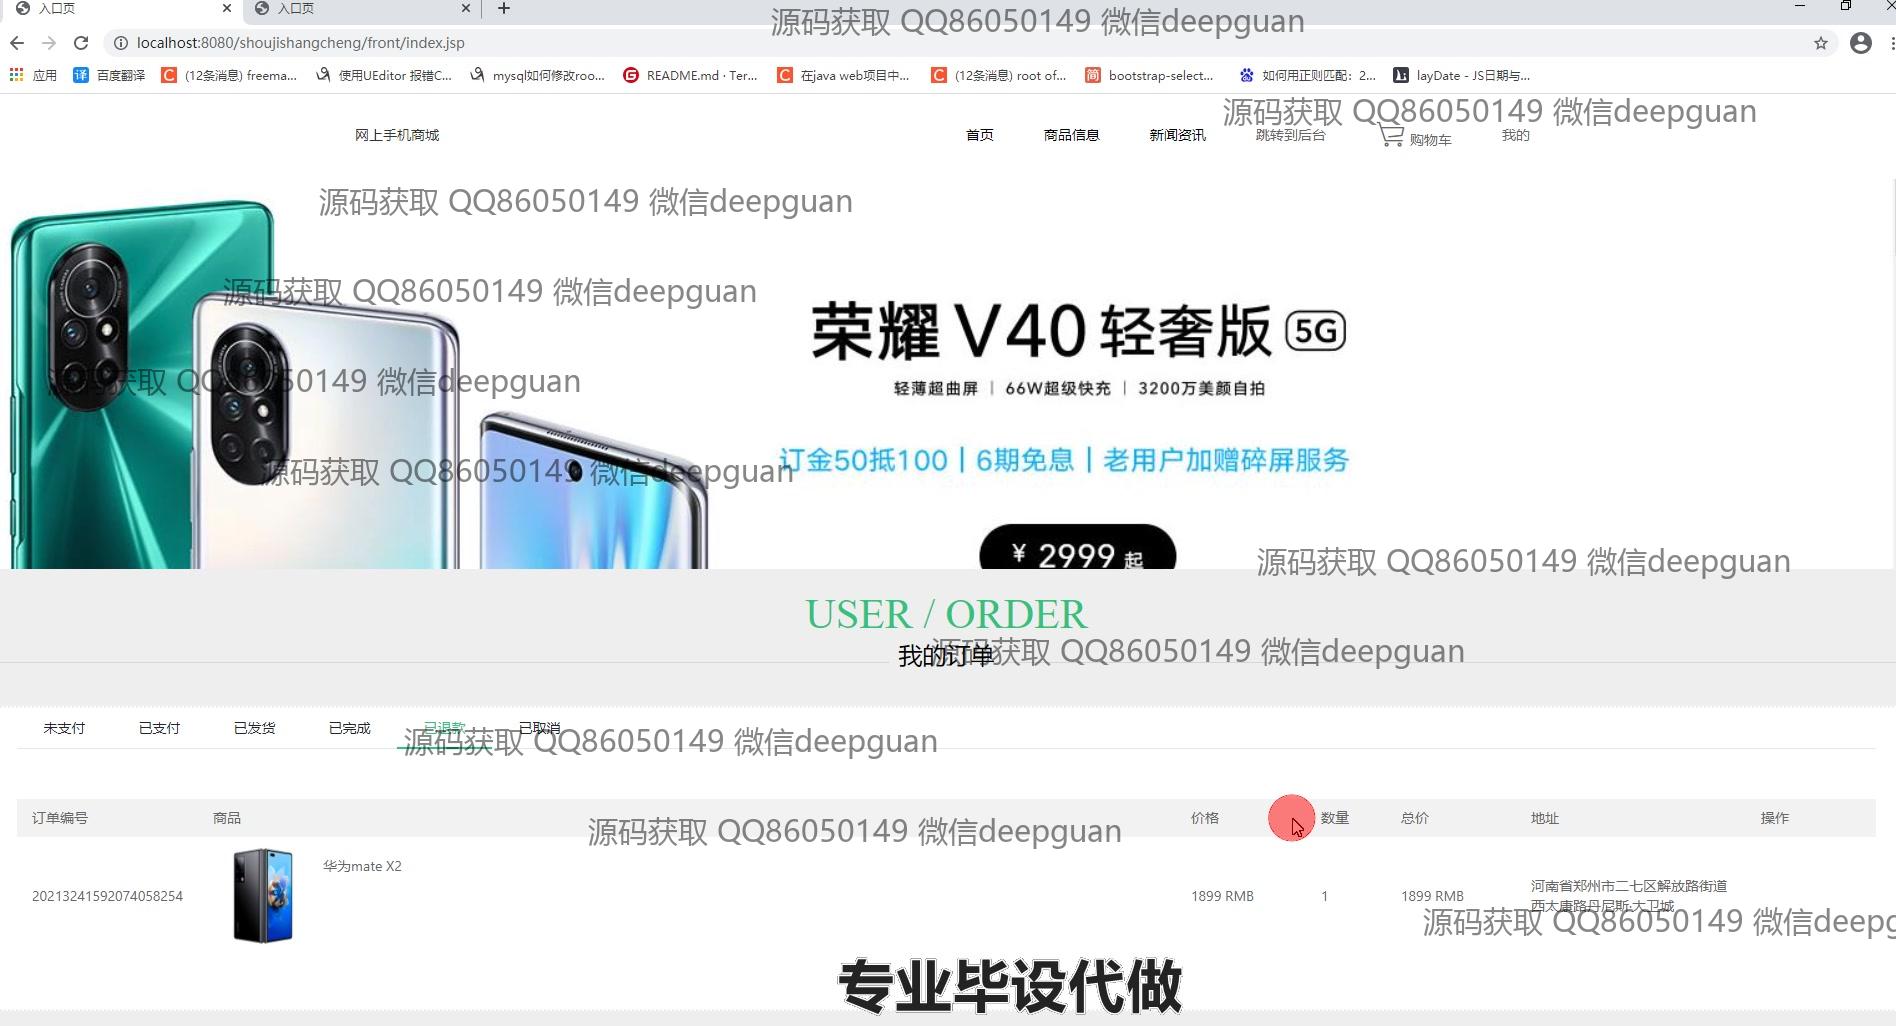 入口页
入口页
源码获取 QQ86050149 微信deepguan
localhost:8080/shoujishangcheng/front/index.jsp
应用
百度翻译
(12条消息) freema...
使用UEditor 报错C...
mysql如何修改roo...
README.md · Ter...
在java web项目中...
(12条消息) root of...
bootstrap-select...
如何用正则匹配：2...
layDate - JS日期与...
源码获取 QQ86050149 微信deepguan
网上手机商城
首页
商品信息
新闻资讯
跳转到后台
购物车
我的
源码获取 QQ86050149 微信deepguan
源码获取 QQ86050149 微信deepguan
荣耀V40轻奢版 5G
源码获取 QQ86050149 微信deepguan
轻薄超曲屏 | 66W超级快充 | 3200万美颜自拍
源码获取 QQ86050149 微信deepguan
订金50抵100 | 6期免息 | 老用户加赠碎屏服务
¥ 2999 起
源码获取 QQ86050149 微信deepguan
USER / ORDER
我的订单
源码获取 QQ86050149 微信deepguan
未支付
已支付
已发货
已完成
已退款
已取消
源码获取 QQ86050149 微信deepguan
订单编号
商品
价格
数量
总价
地址
操作
源码获取 QQ86050149 微信deepguan
20213241592074058254
华为mate X2
1899 RMB
1
1899 RMB
河南省郑州市二七区解放路街道
西太康路丹尼斯·大卫城
源码获取 QQ86050149 微信deepg
专业毕设代做